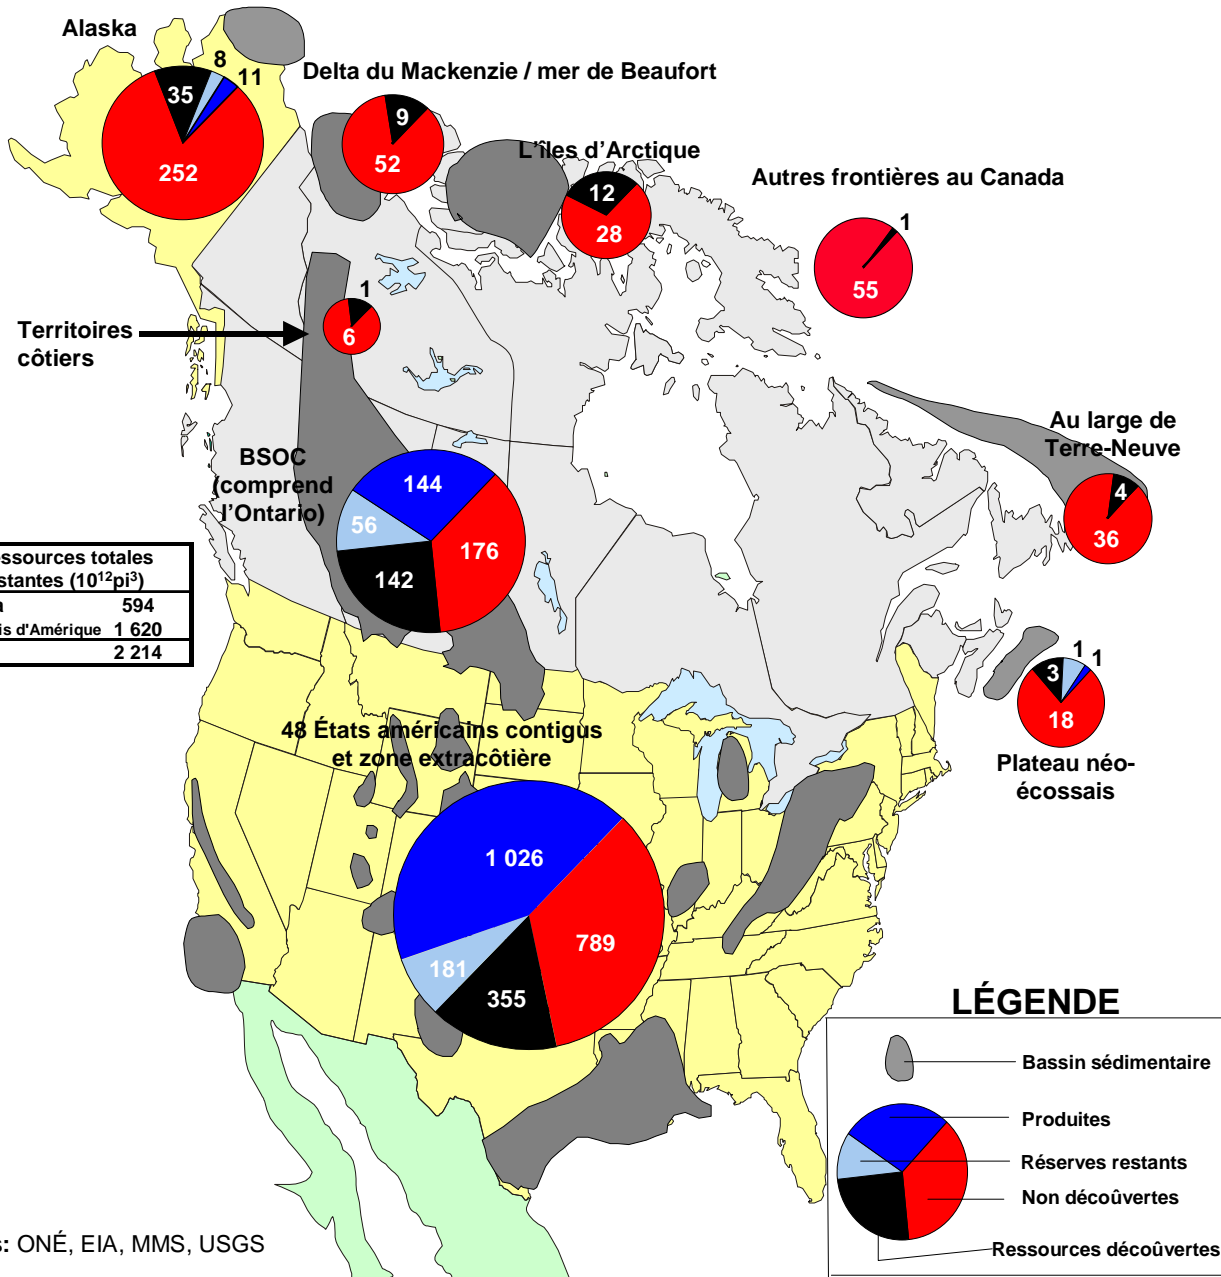 Alaska
8
11
35
252
Delta du Mackenzie / mer de Beaufort
9
52
L'îles d'Arctique
12
28
Autres frontières au Canada
1
55
Territoires
côtiers
1
6
Au large de
Terre-Neuve
4
36
BSOC
(comprend
l'Ontario)
144
56
176
142
essources totales
stantes (10¹²pi³)
a 594
is d'Amérique 1 620
2 214
1
1
3
18
Plateau néo-
écossais
48 États américains contigus
et zone extracôtière
1 026
789
181
355
LÉGENDE
Bassin sédimentaire
Produites
Réserves restants
Non découvertes
Ressources découvertes
s: ONÉ, EIA, MMS, USGS